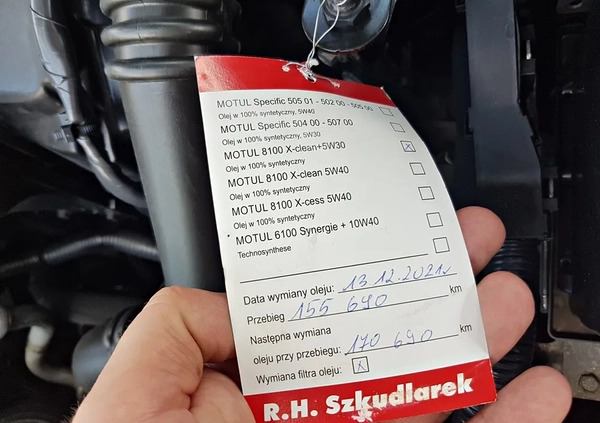 MOTUL Specific 505 01 - 502 00 - 505 00
Olej w 100% syntetyczny, 5W40
MOTUL Specific 504 00 - 507 00
Olej w 100% syntetyczny, 5W30
MOTUL 8100 X-clean+5W30
Olej w 100% syntetyczny
MOTUL 8100 X-clean 5W40
Olej w 100% syntetyczny
MOTUL 8100 X-cess 5W40
Olej w 100% syntetyczny
MOTUL 6100 Synergie + 10W40
Technosynthese
Data wymiany oleju: 13.12.2021r
Przebieg 155 690 km
Następna wymiana
oleju przy przebiegu: 170 690 km
Wymiana filtra oleju: x
R.H. Szkudlarek